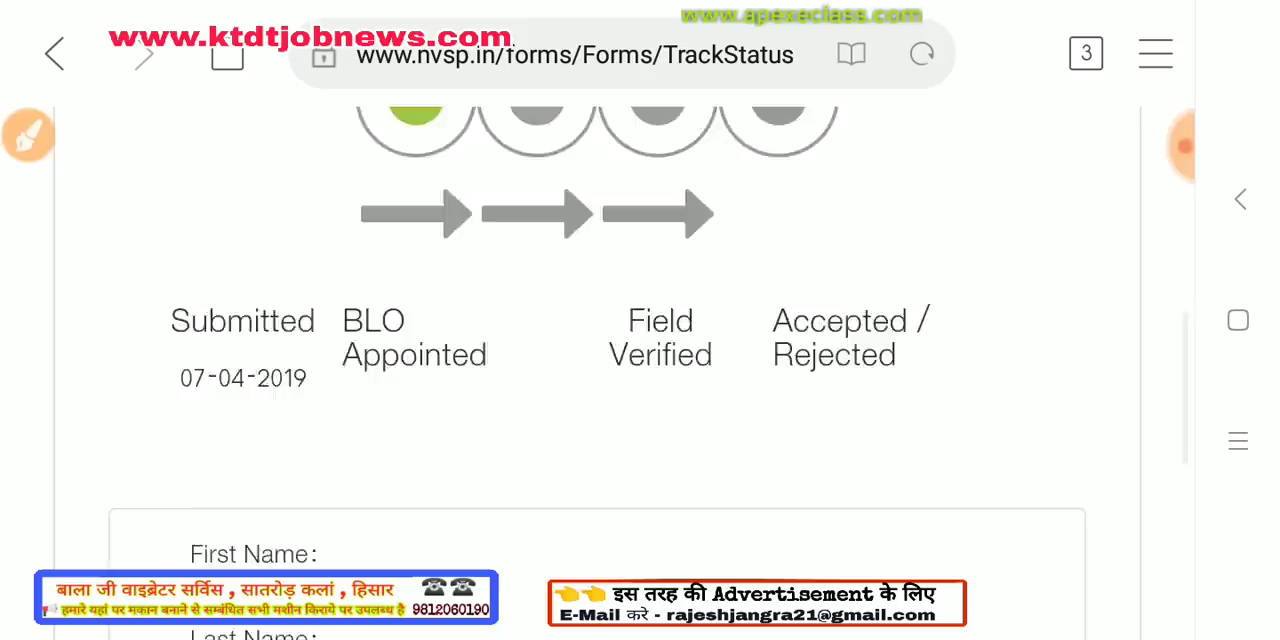 www.apexeclass.com
www.ktdtjobnews.com
www.nvsp.in/forms/Forms/TrackStatus
3
Submitted
BLO
Appointed
Field
Verified
Accepted /
Rejected
07-04-2019
First Name:
बाला जी वाइब्रेटर सर्विस , सातरोड़ कलां , हिसार
हमारे यहां पर मकान बनाने से सम्बंधित सभी मशीन किराये पर उपलब्ध है 9812060190
इस तरह की Advertisement के लिए
E-Mail करे - rajeshjangra21@gmail.com
Last Name: